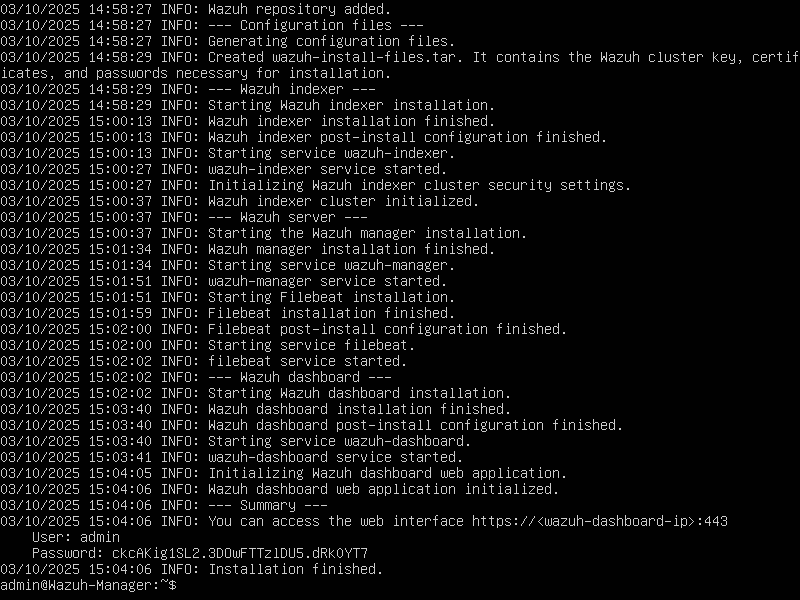 03/10/2025 14:58:27 INFO: Wazuh repository added.
03/10/2025 14:58:27 INFO: --- Configuration files ---
03/10/2025 14:58:27 INFO: Generating configuration files.
03/10/2025 14:58:29 INFO: Created wazuh-install-files.tar. It contains the Wazuh cluster key, certif
icates, and passwords necessary for installation.
03/10/2025 14:58:29 INFO: --- Wazuh indexer ---
03/10/2025 14:58:29 INFO: Starting Wazuh indexer installation.
03/10/2025 15:00:13 INFO: Wazuh indexer installation finished.
03/10/2025 15:00:13 INFO: Wazuh indexer post-install configuration finished.
03/10/2025 15:00:13 INFO: Starting service wazuh-indexer.
03/10/2025 15:00:27 INFO: wazuh-indexer service started.
03/10/2025 15:00:27 INFO: Initializing Wazuh indexer cluster security settings.
03/10/2025 15:00:37 INFO: Wazuh indexer cluster initialized.
03/10/2025 15:00:37 INFO: --- Wazuh server ---
03/10/2025 15:00:37 INFO: Starting the Wazuh manager installation.
03/10/2025 15:01:34 INFO: Wazuh manager installation finished.
03/10/2025 15:01:34 INFO: Starting service wazuh-manager.
03/10/2025 15:01:51 INFO: wazuh-manager service started.
03/10/2025 15:01:51 INFO: Starting Filebeat installation.
03/10/2025 15:01:59 INFO: Filebeat installation finished.
03/10/2025 15:02:00 INFO: Filebeat post-install configuration finished.
03/10/2025 15:02:00 INFO: Starting service filebeat.
03/10/2025 15:02:02 INFO: filebeat service started.
03/10/2025 15:02:02 INFO: --- Wazuh dashboard ---
03/10/2025 15:02:02 INFO: Starting Wazuh dashboard installation.
03/10/2025 15:03:40 INFO: Wazuh dashboard installation finished.
03/10/2025 15:03:40 INFO: Wazuh dashboard post-install configuration finished.
03/10/2025 15:03:40 INFO: Starting service wazuh-dashboard.
03/10/2025 15:03:41 INFO: wazuh-dashboard service started.
03/10/2025 15:04:05 INFO: Initializing Wazuh dashboard web application.
03/10/2025 15:04:06 INFO: Wazuh dashboard web application initialized.
03/10/2025 15:04:06 INFO: --- Summary ---
03/10/2025 15:04:06 INFO: You can access the web interface https://<wazuh-dashboard-ip>:443
    User: admin
    Password: ckcAKig1SL2.3DOwFTTzlDU5.dRk0YT7
03/10/2025 15:04:06 INFO: Installation finished.
admin@Wazuh-Manager:~$